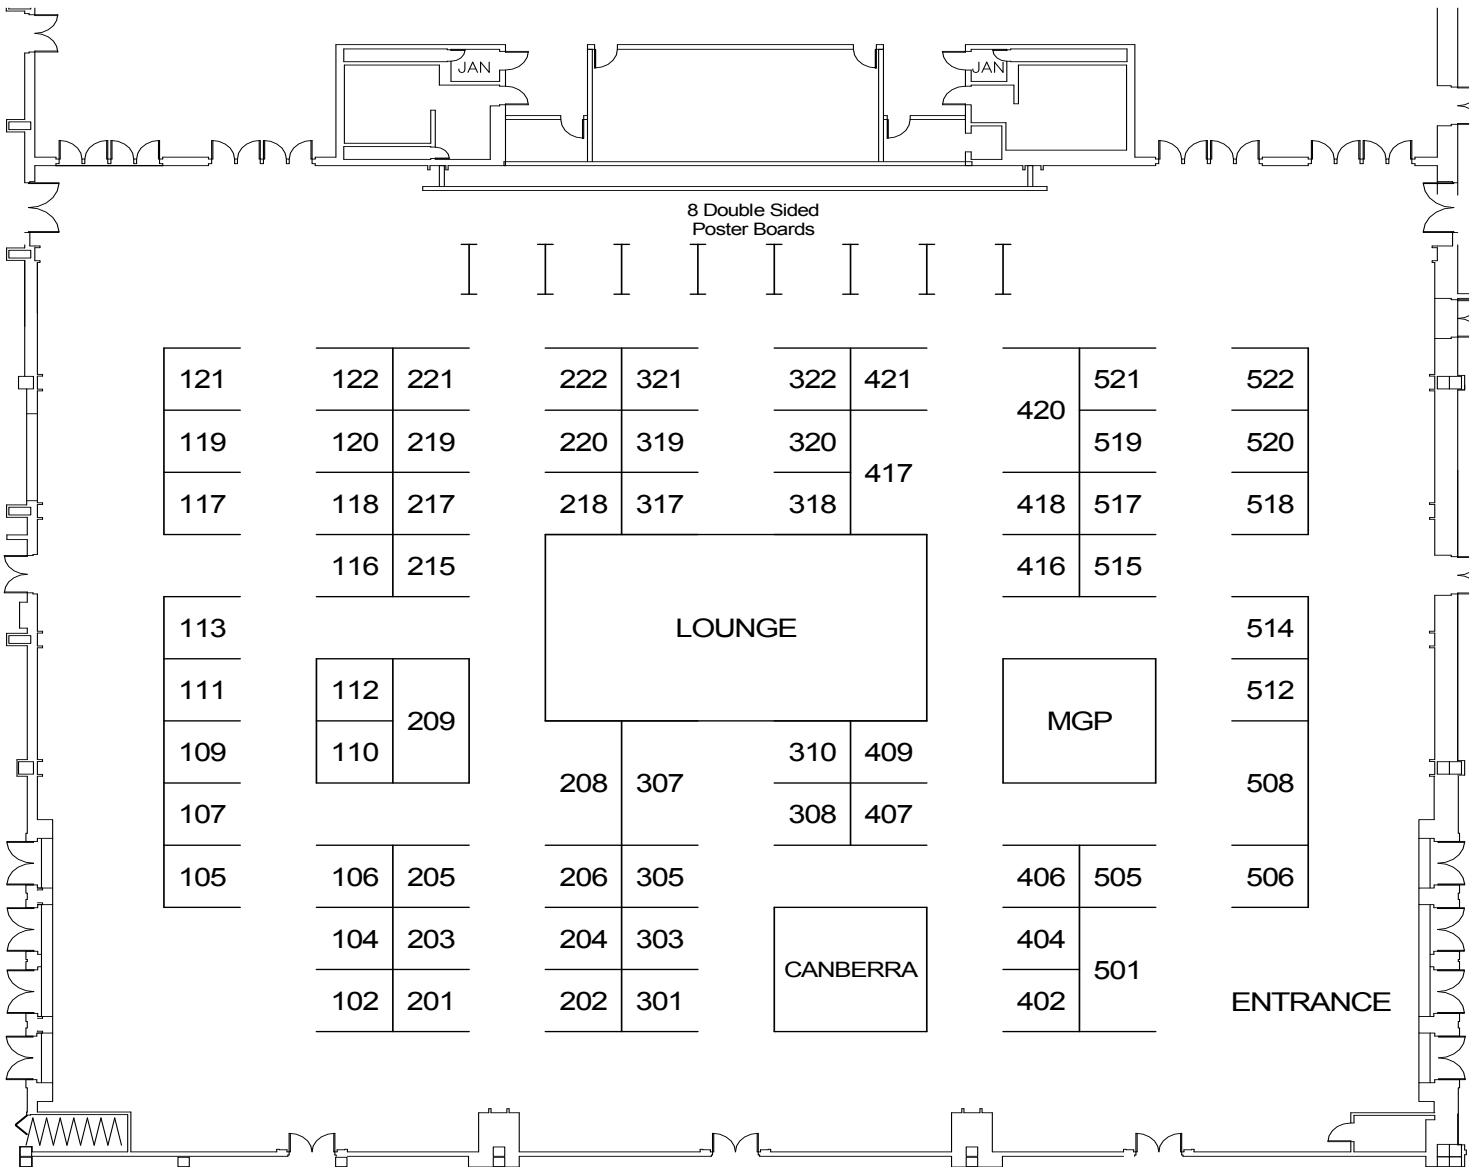 JAN
JAN
8 Double Sided
Poster Boards
121 122 221 222 321 322 421 521 522
420
119 120 219 220 319 320 519 520
417
117 118 217 218 317 318 418 517 518
116 215 416 515
113 LOUNGE 514
111 112 512
209 MGP
109 110 310 409
208 307 508
107 308 407
105 106 205 206 305 406 505 506
104 203 204 303 404
CANBERRA 501
102 201 202 301 402 ENTRANCE